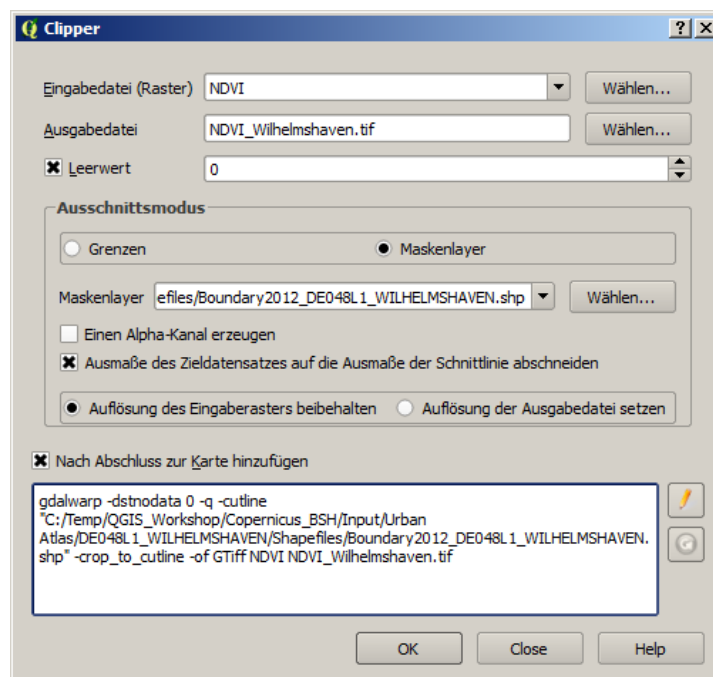 Clipper
Eingabedatei (Raster) NDVI Wählen...
Ausgabedatei NDVI_Wilhelmshaven.tif Wählen...
Leerwert 0
Ausschnittsmodus
Grenzen Maskenlayer
Maskenlayer efiles/Boundary2012_DE048L1_WILHELMSHAVEN.shp Wählen...
Einen Alpha-Kanal erzeugen
Ausmaße des Zieldatensatzes auf die Ausmaße der Schnittlinie abschneiden
Auflösung des Eingaberasters beibehalten Auflösung der Ausgabedatei setzen
Nach Abschluss zur Karte hinzufügen
gdalwarp -dstnodata 0 -q -cutline
"C:/Temp/QGIS_Workshop/Copernicus_BSH/Input/Urban
Atlas/DE048L1_WILHELMSHAVEN/Shapefiles/Boundary2012_DE048L1_WILHELMSHAVEN.
shp" -crop_to_cutline -of GTiff NDVI NDVI_Wilhelmshaven.tif
OK Close Help